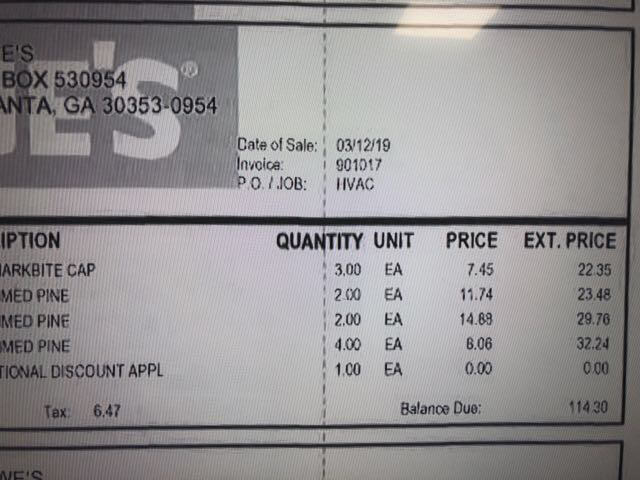 E'S®
E'S
BOX 530954
ANTA, GA 30353-0954
Date of Sale: 03/12/19
Invoice: 901017
P.O. / JOB: HVAC
IPTION QUANTITY UNIT PRICE EXT. PRICE
ARKBITE CAP 3.00 EA 7.45 22.35
MED PINE 2.00 EA 11.74 23.48
MED PINE 2.00 EA 14.88 29.76
MED PINE 4.00 EA 8.06 32.24
TIONAL DISCOUNT APPL 1.00 EA 0.00 0.00
Tax: 6.47 Balance Due: 114.30
WE'S